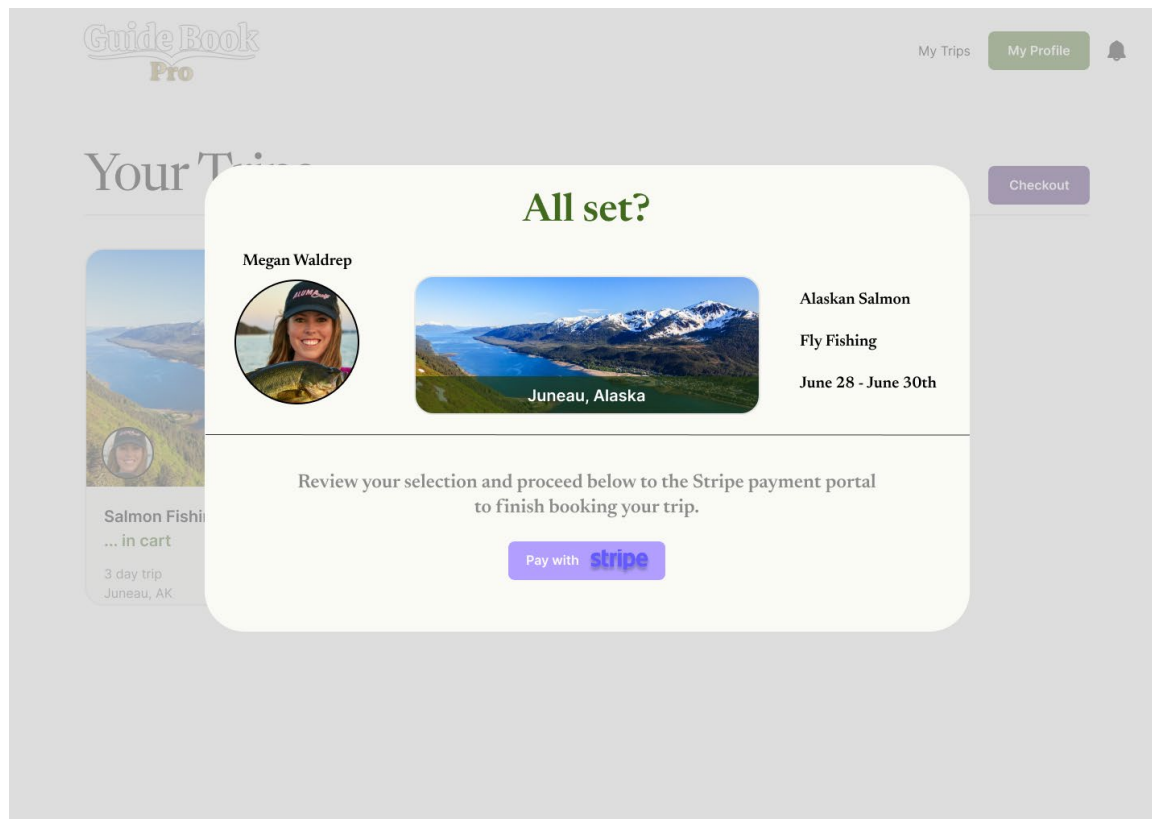 Guide Book
Pro
My Trips
My Profile
Your Trips
Checkout
All set?
Megan Waldrep
Alaskan Salmon
Fly Fishing
June 28 - June 30th
Juneau, Alaska
Review your selection and proceed below to the Stripe payment portal
to finish booking your trip.
Pay with stripe
Salmon Fishi
... in cart
3 day trip
Juneau, AK